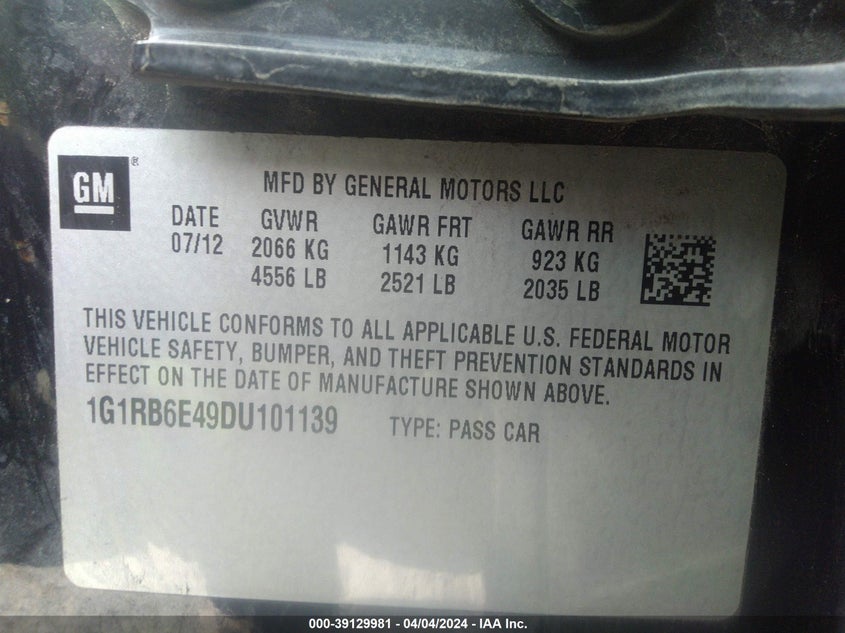 GM ®
MFD BY GENERAL MOTORS LLC
DATE GVWR GAWR FRT GAWR RR
07/12 2066 KG 1143 KG 923 KG
4556 LB 2521 LB 2035 LB
THIS VEHICLE CONFORMS TO ALL APPLICABLE U.S. FEDERAL MOTOR
VEHICLE SAFETY, BUMPER, AND THEFT PREVENTION STANDARDS IN
EFFECT ON THE DATE OF MANUFACTURE SHOWN ABOVE.
1G1RB6E49DU101139 TYPE: PASS CAR
000-39129981 - 04/04/2024 - IAA Inc.